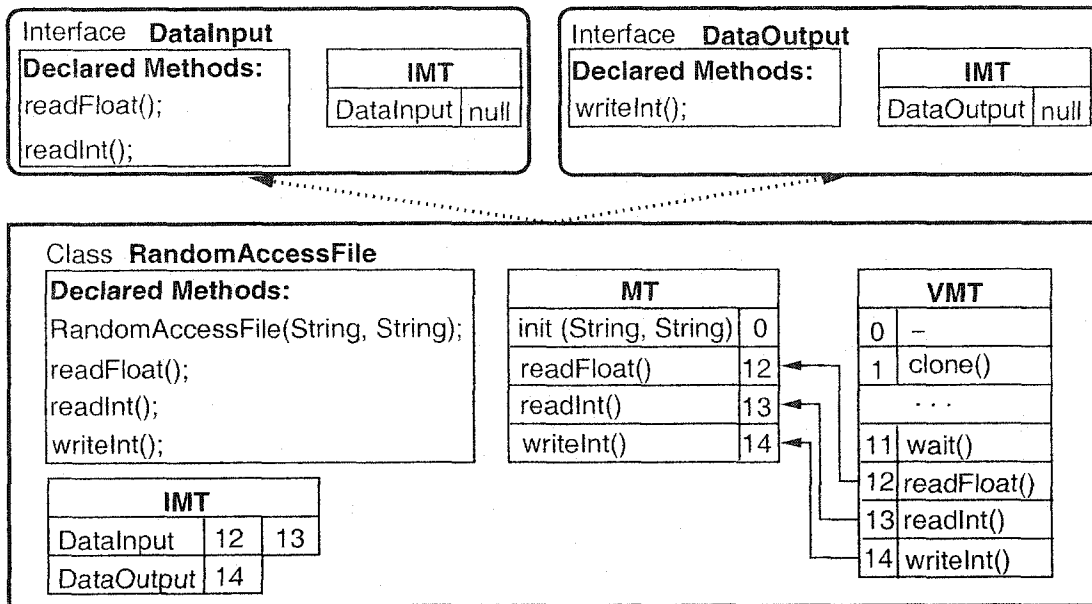 Interface DataInput
Declared Methods:
readFloat();
readInt();
IMT
DataInput null
Interface DataOutput
Declared Methods:
writeInt();
IMT
DataOutput null
Class RandomAccessFile
Declared Methods:
RandomAccessFile(String, String);
readFloat();
readInt();
writeInt();
IMT
DataInput 12 13
DataOutput 14
MT
init (String, String) 0
readFloat() 12
readInt() 13
writeInt() 14
VMT
0 –
1 clone()
. . .
11 wait()
12 readFloat()
13 readInt()
14 writeInt()